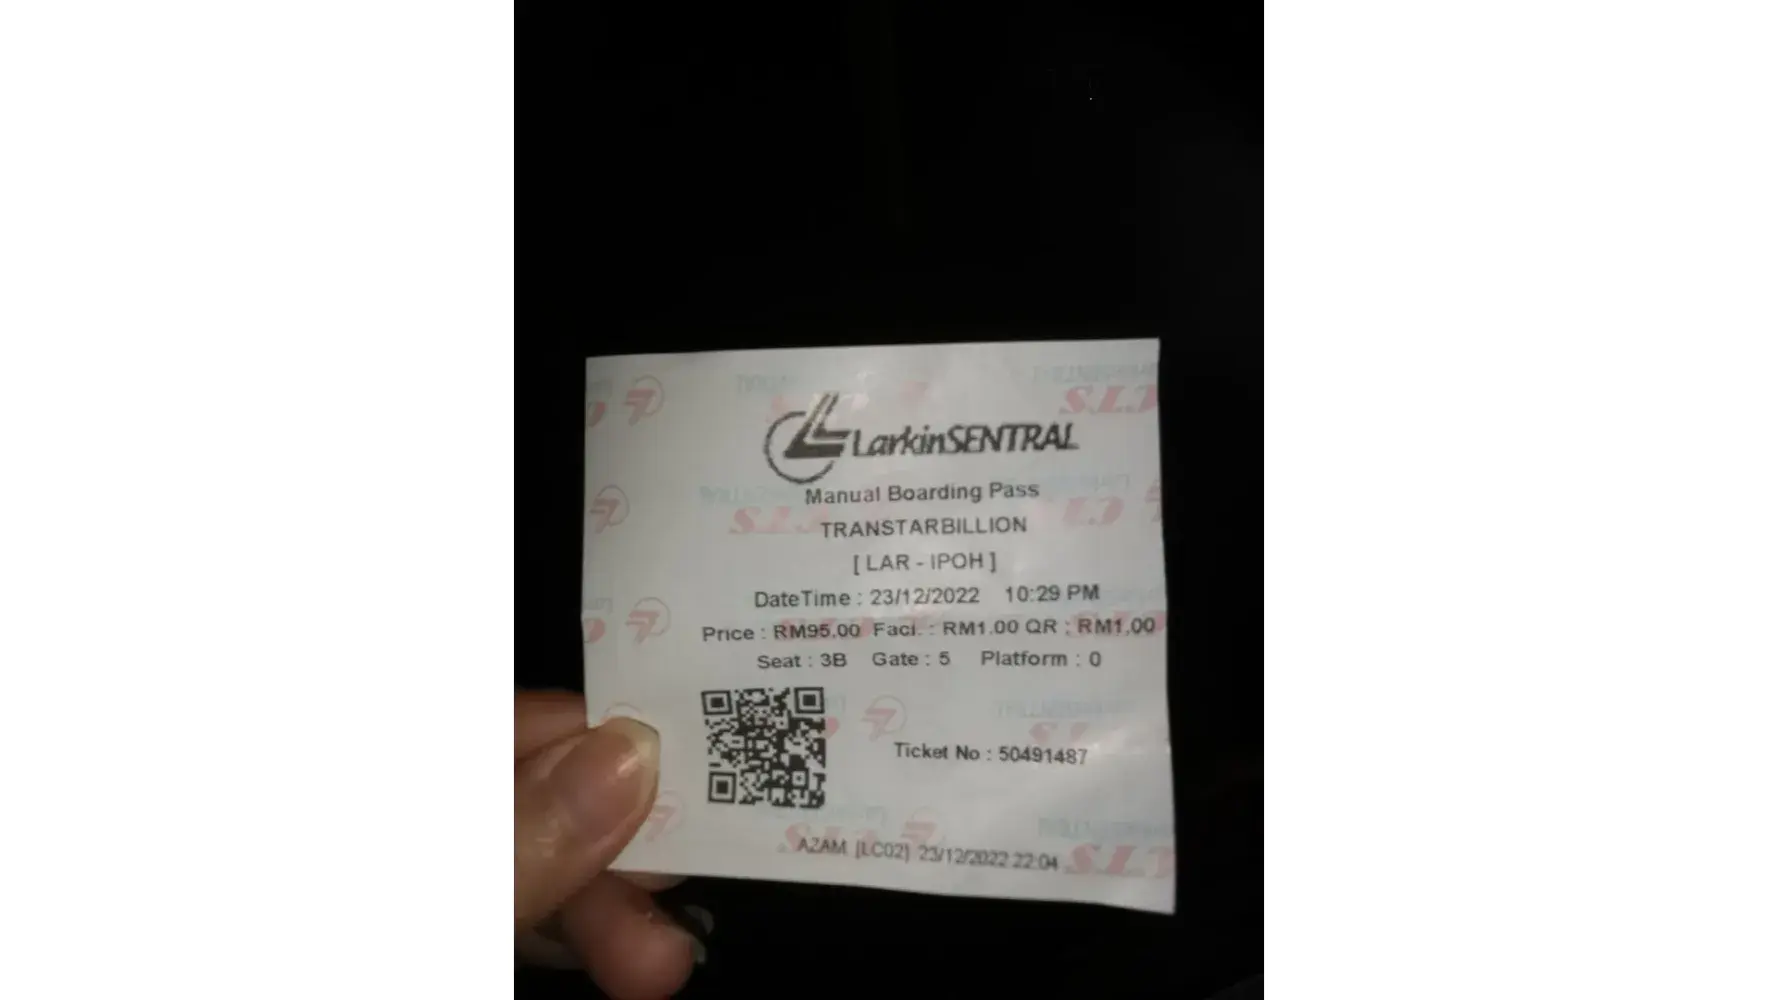 LarkinSENTRAL
Manual Boarding Pass
TRANSTARBILLION
[ LAR - IPOH ]
DateTime : 23/12/2022 10:29 PM
Price : RM95.00 Faci. : RM1.00 QR : RM1.00
Seat : 3B Gate : 5 Platform : 0
Ticket No : 50491487
AZAM [LC02] 23/12/2022 22:04